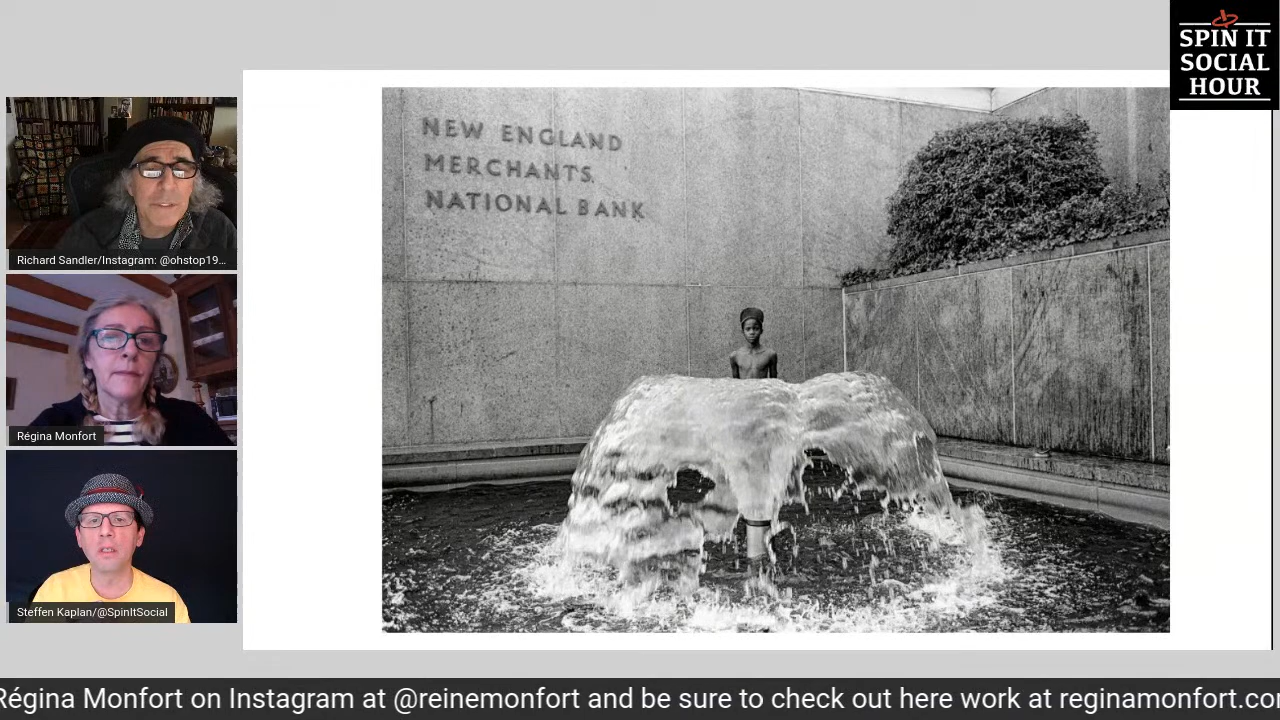 SPIN IT
SOCIAL
HOUR
NEW ENGLAND
MERCHANTS
NATIONAL BANK
Richard Sandler/Instagram: @ohstop19...
Régina Monfort
Steffen Kaplan/@SpinItSocial
Régina Monfort on Instagram at @reinemonfort and be sure to check out here work at reginamonfort.co